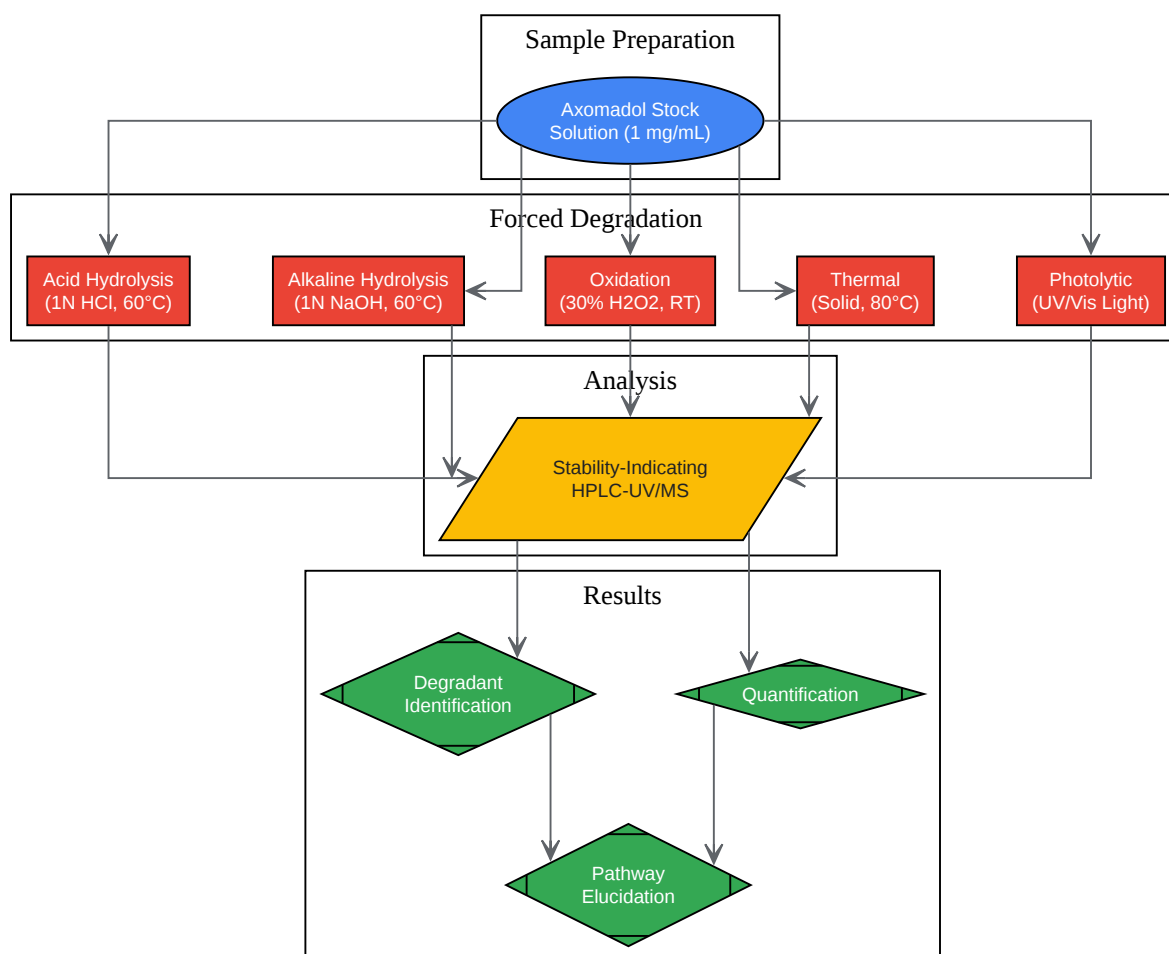 Sample Preparation
Axomadol Stock
Solution (1 mg/mL)
Forced Degradation
Acid Hydrolysis
(1N HCl, 60°C)
Alkaline Hydrolysis
(1N NaOH, 60°C)
Oxidation
(30% H2O2, RT)
Thermal
(Solid, 80°C)
Photolytic
(UV/Vis Light)
Analysis
Stability-Indicating
HPLC-UV/MS
Results
Degradant
Identification
Quantification
Pathway
Elucidation